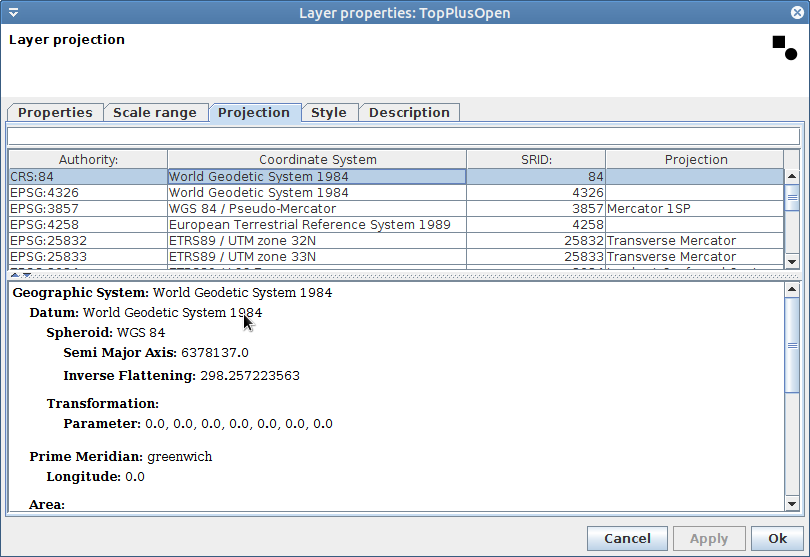 Layer properties: TopPlusOpen
Layer projection
Properties Scale range Projection Style Description
Authority: Coordinate System SRID: Projection
CRS:84 World Geodetic System 1984 84
EPSG:4326 World Geodetic System 1984 4326
EPSG:3857 WGS 84 / Pseudo-Mercator 3857 Mercator 1SP
EPSG:4258 European Terrestrial Reference System 1989 4258
EPSG:25832 ETRS89 / UTM zone 32N 25832 Transverse Mercator
EPSG:25833 ETRS89 / UTM zone 33N 25833 Transverse Mercator
Geographic System: World Geodetic System 1984
Datum: World Geodetic System 1984
Spheroid: WGS 84
Semi Major Axis: 6378137.0
Inverse Flattening: 298.257223563
Transformation:
Parameter: 0.0, 0.0, 0.0, 0.0, 0.0, 0.0, 0.0
Prime Meridian: greenwich
Longitude: 0.0
Area:
Cancel Apply Ok